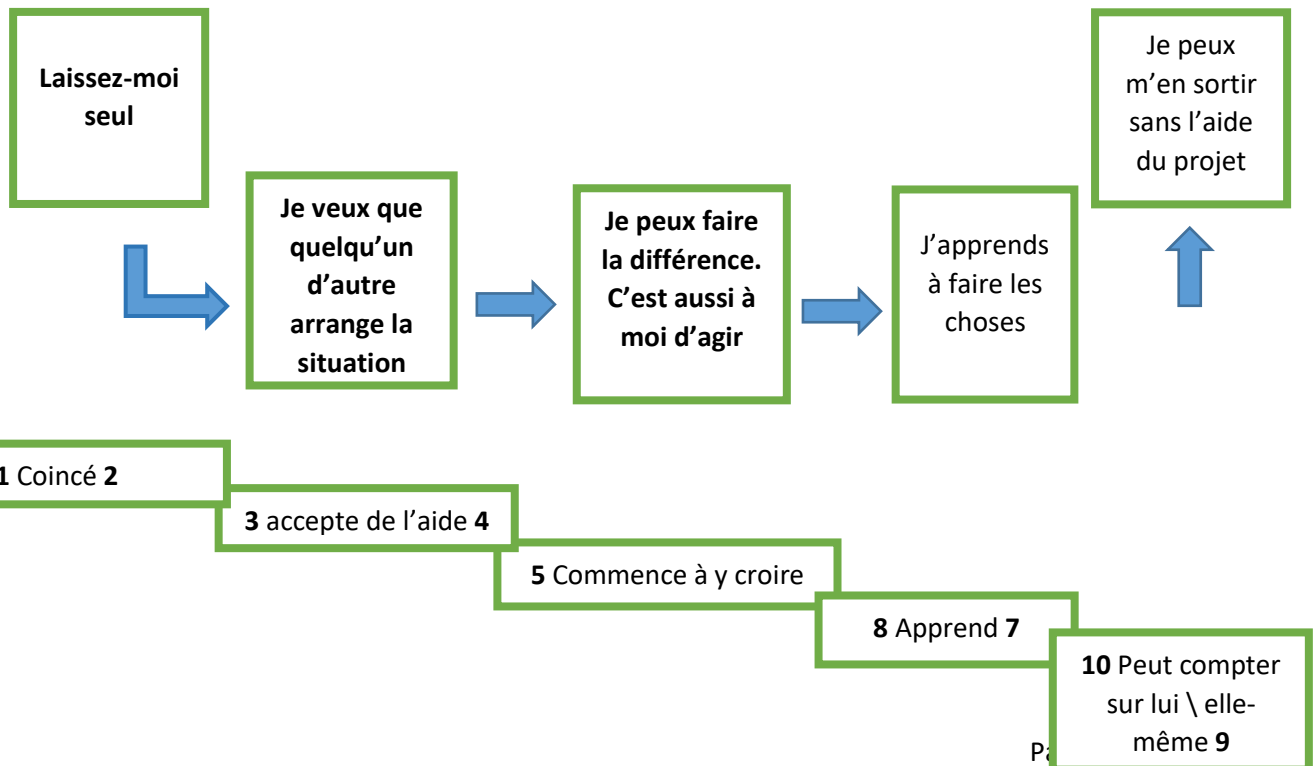 Laissez-moi
seul
Je veux que
quelqu’un
d’autre
arrange la
situation
Je peux faire
la différence.
C’est aussi à
moi d’agir
J’apprends
à faire les
choses
Je peux
m’en sortir
sans l’aide
du projet
1 Coincé 2
3 accepte de l’aide 4
5 Commence à y croire
8 Apprend 7
10 Peut compter
sur lui \ elle-
même 9